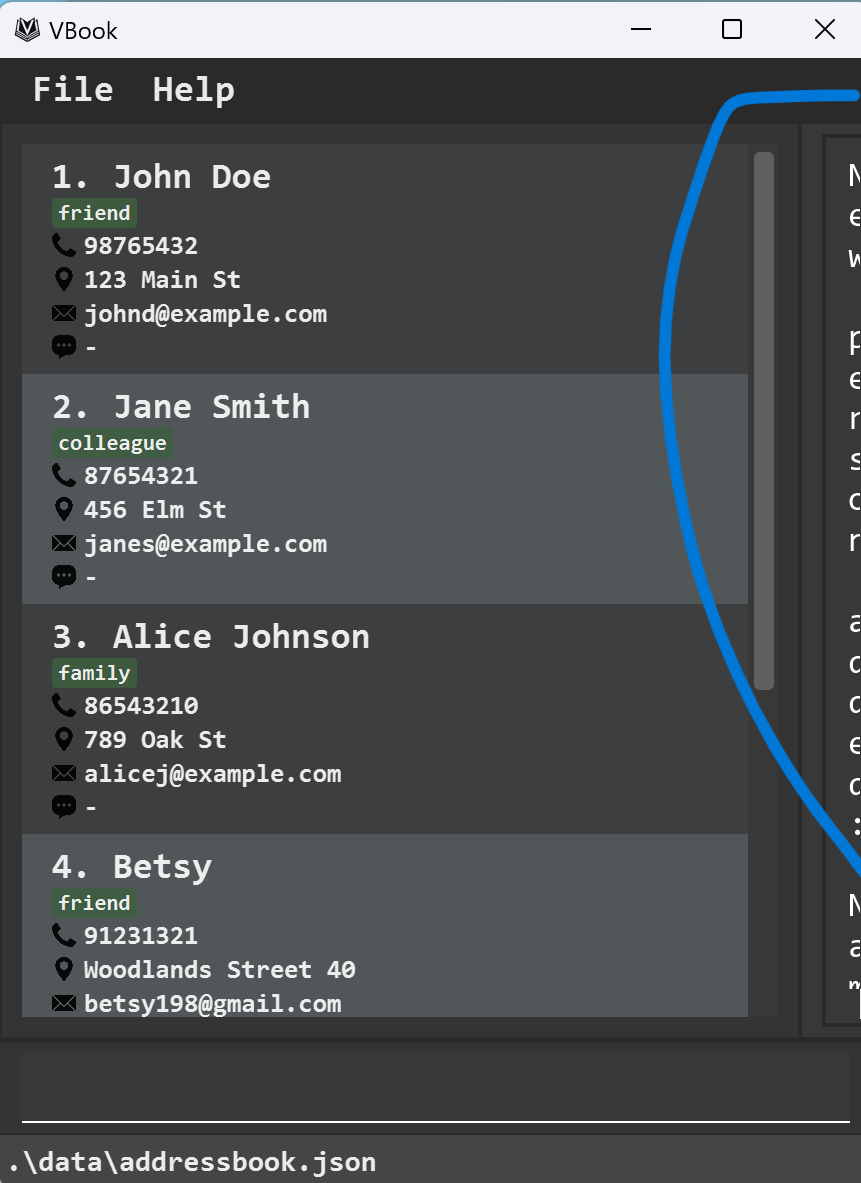 VBook
File Help
1. John Doe
friend
98765432
123 Main St
johnd@example.com
-
2. Jane Smith
colleague
87654321
456 Elm St
janes@example.com
-
3. Alice Johnson
family
86543210
789 Oak St
alicej@example.com
-
4. Betsy
friend
91231321
Woodlands Street 40
betsy198@gmail.com
.\data\addressbook.json